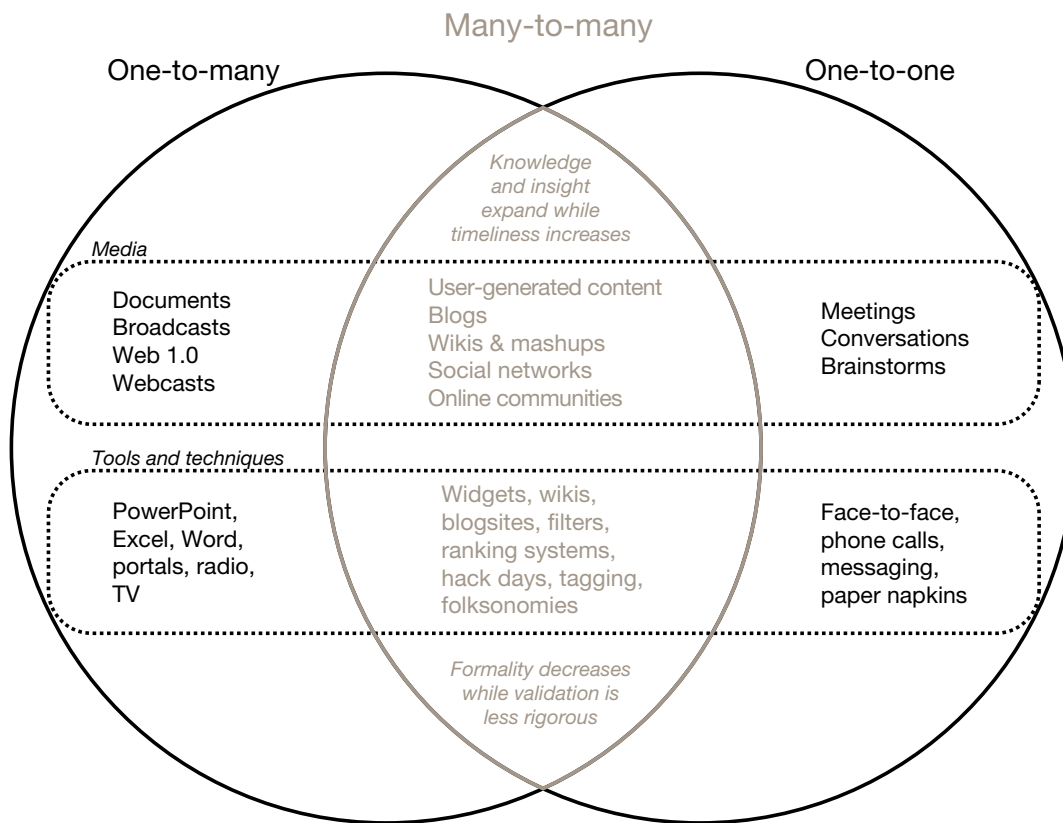 Many-to-many
One-to-many
One-to-one
Knowledge
and insight
expand while
timeliness increases
Media
Documents
Broadcasts
Web 1.0
Webcasts
User-generated content
Blogs
Wikis & mashups
Social networks
Online communities
Meetings
Conversations
Brainstorms
Tools and techniques
PowerPoint,
Excel, Word,
portals, radio,
TV
Widgets, wikis,
blogsites, filters,
ranking systems,
hack days, tagging,
folksonomies
Face-to-face,
phone calls,
messaging,
paper napkins
Formality decreases
while validation is
less rigorous